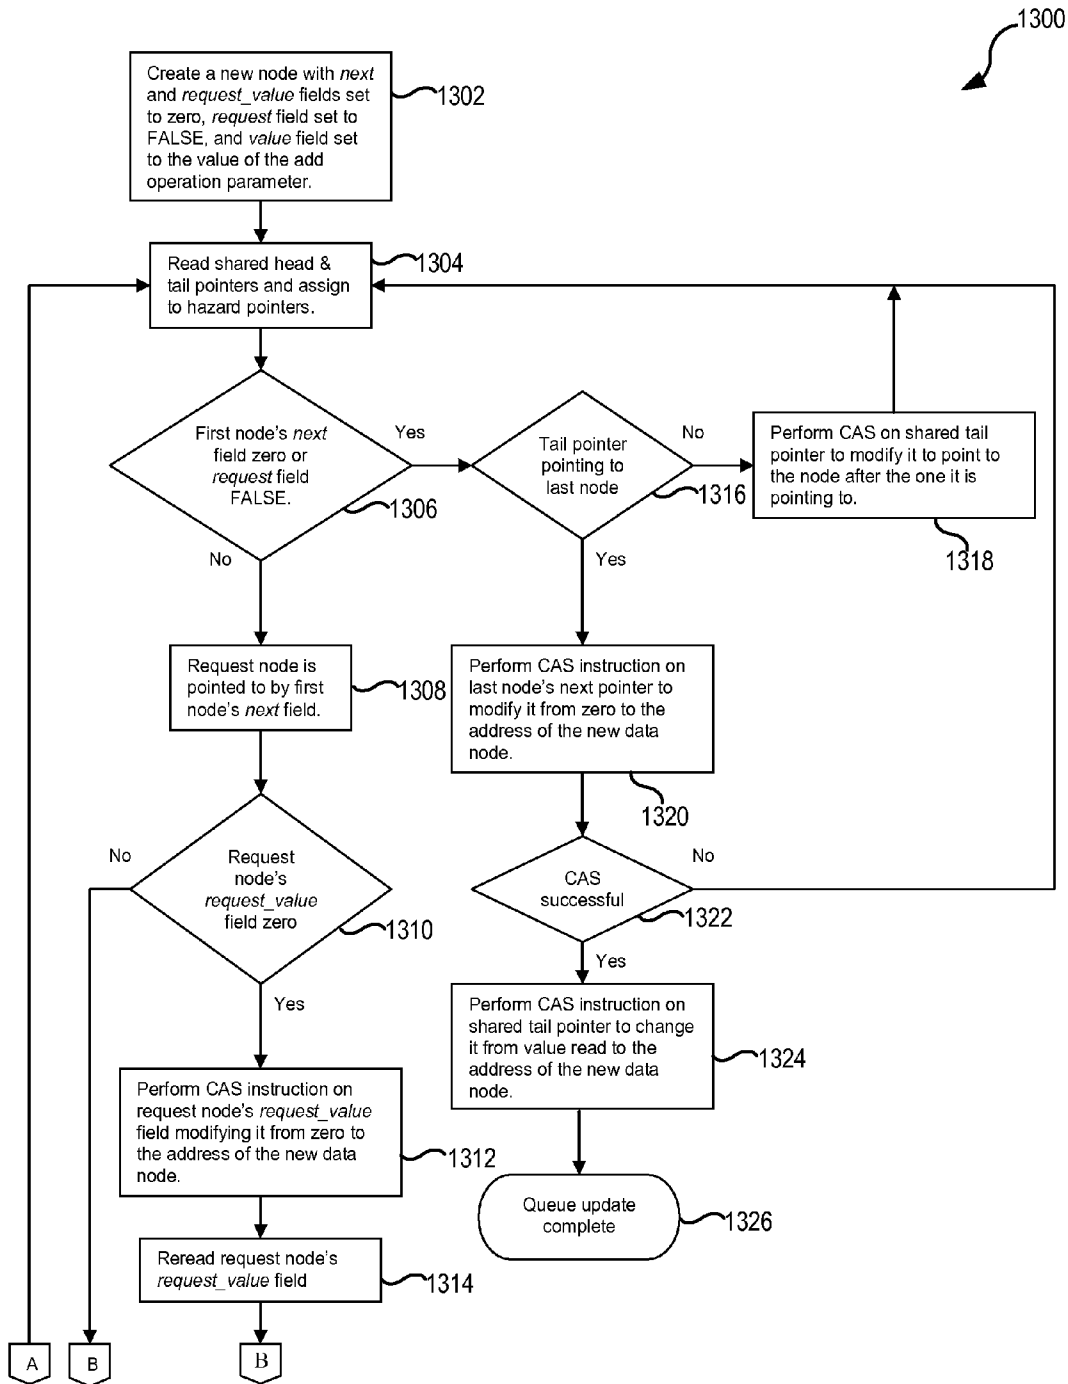 1300
Create a new node with next
and request_value fields set
to zero, request field set to
FALSE, and value field set
to the value of the add
operation parameter.
1302
Read shared head &
tail pointers and assign
to hazard pointers.
1304
First node's next
field zero or
request field
FALSE.
1306
Yes
No
Tail pointer
pointing to
last node
1316
No
Yes
Perform CAS on shared tail
pointer to modify it to point to
the node after the one it is
pointing to.
1318
Request node is
pointed to by first
node's next field.
1308
Perform CAS instruction on
last node's next pointer to
modify it from zero to the
address of the new data
node.
1320
Request
node's
request_value
field zero
1310
No
Yes
CAS
successful
1322
No
Yes
Perform CAS instruction on
shared tail pointer to change
it from value read to the
address of the new data
node.
1324
Perform CAS instruction on
request node's request_value
field modifying it from zero to
the address of the new data
node.
1312
Queue update
complete
1326
Reread request node's
request_value field
1314
A
B
B